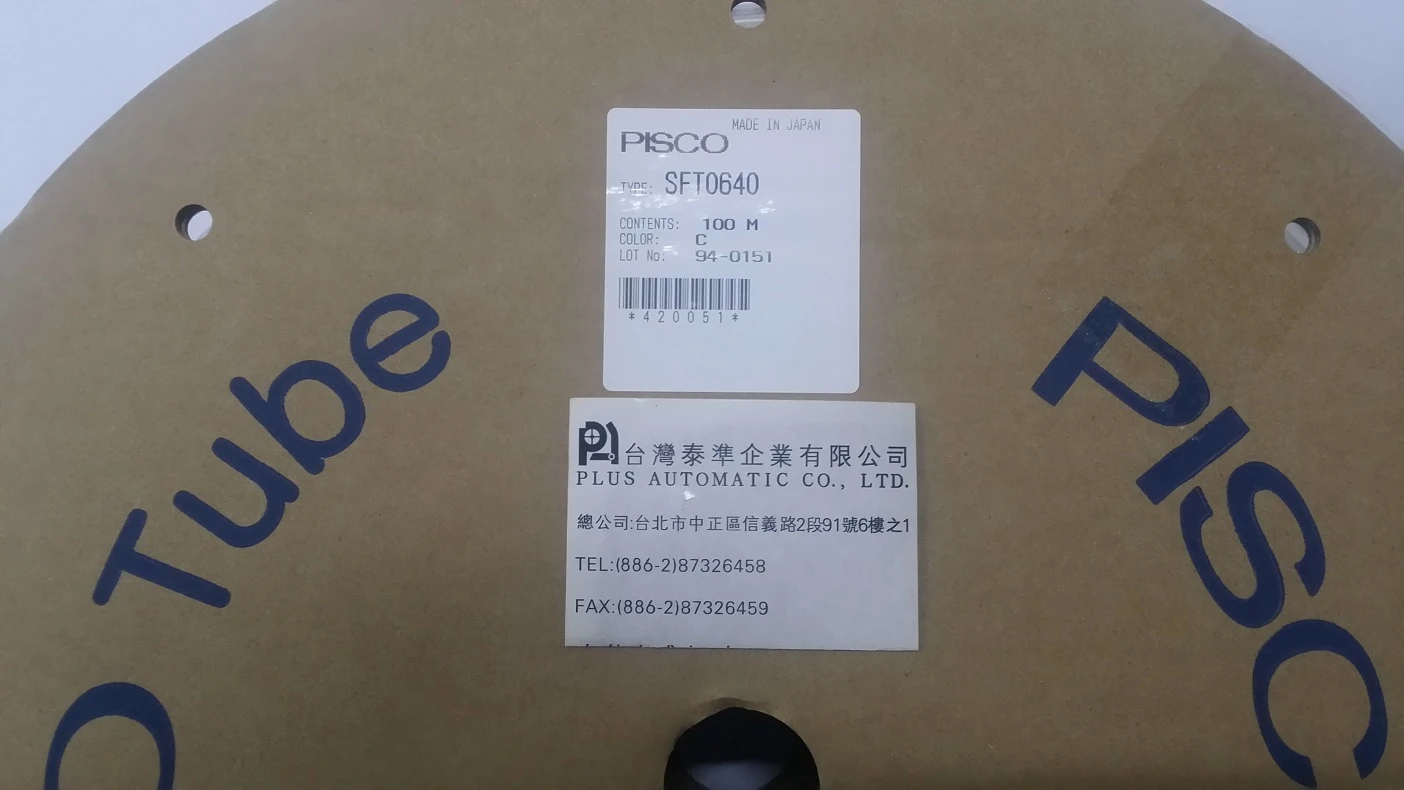 MADE IN JAPAN
PISCO
TYPE: SFT0640
CONTENTS: 100 M
COLOR: C
LOT No: 94-0151
*420051*
台灣泰準企業有限公司
PLUS AUTOMATIC CO., LTD.
總公司:台北市中正區信義路2段91號6樓之1
TEL:(886-2)87326458
FAX:(886-2)87326459
Tube
PISC